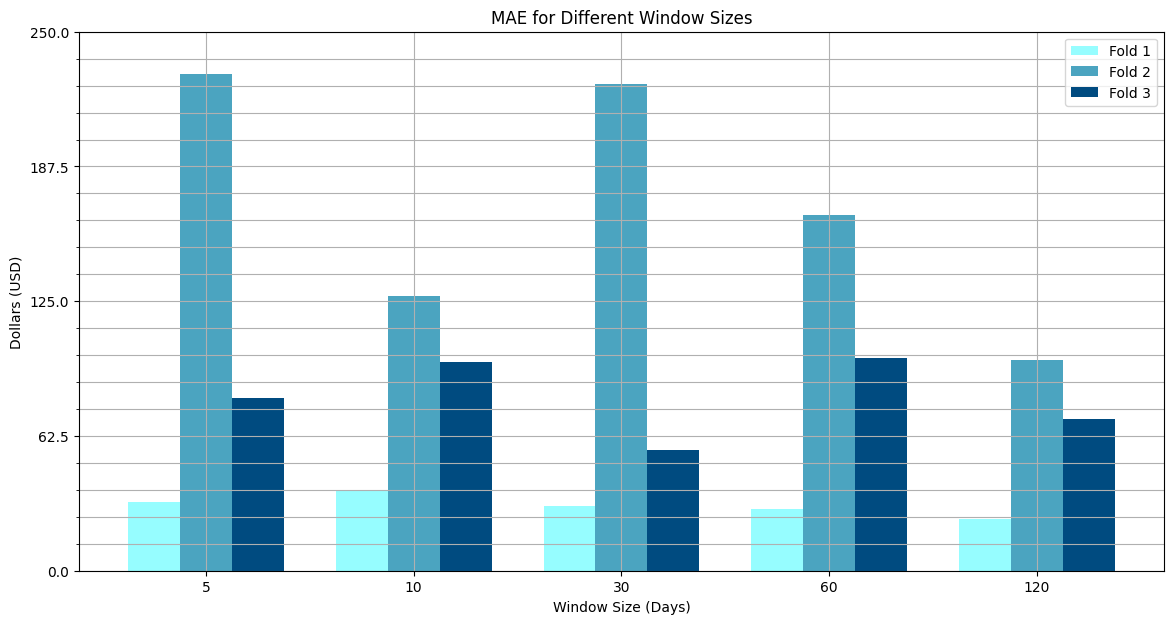 MAE for Different Window Sizes
250.0
187.5
125.0
62.5
0.0
Dollars (USD)
Fold 1
Fold 2
Fold 3
5 10 30 60 120
Window Size (Days)